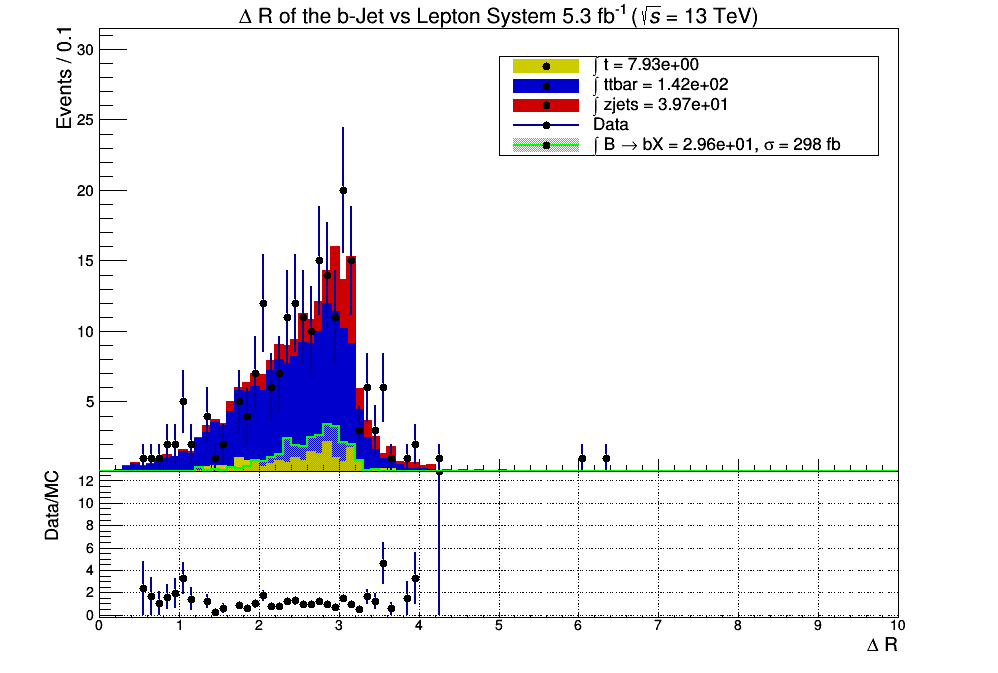 Δ R of the b-Jet vs Lepton System 5.3 fb⁻¹ (√s = 13 TeV)
Events / 0.1
30
25
20
15
10
5
∫ t = 7.93e+00
∫ ttbar = 1.42e+02
∫ zjets = 3.97e+01
Data
∫ B → bX = 2.96e+01, σ = 298 fb
Data/MC
12
10
8
6
4
2
0
0 1 2 3 4 5 6 7 8 9 10
Δ R